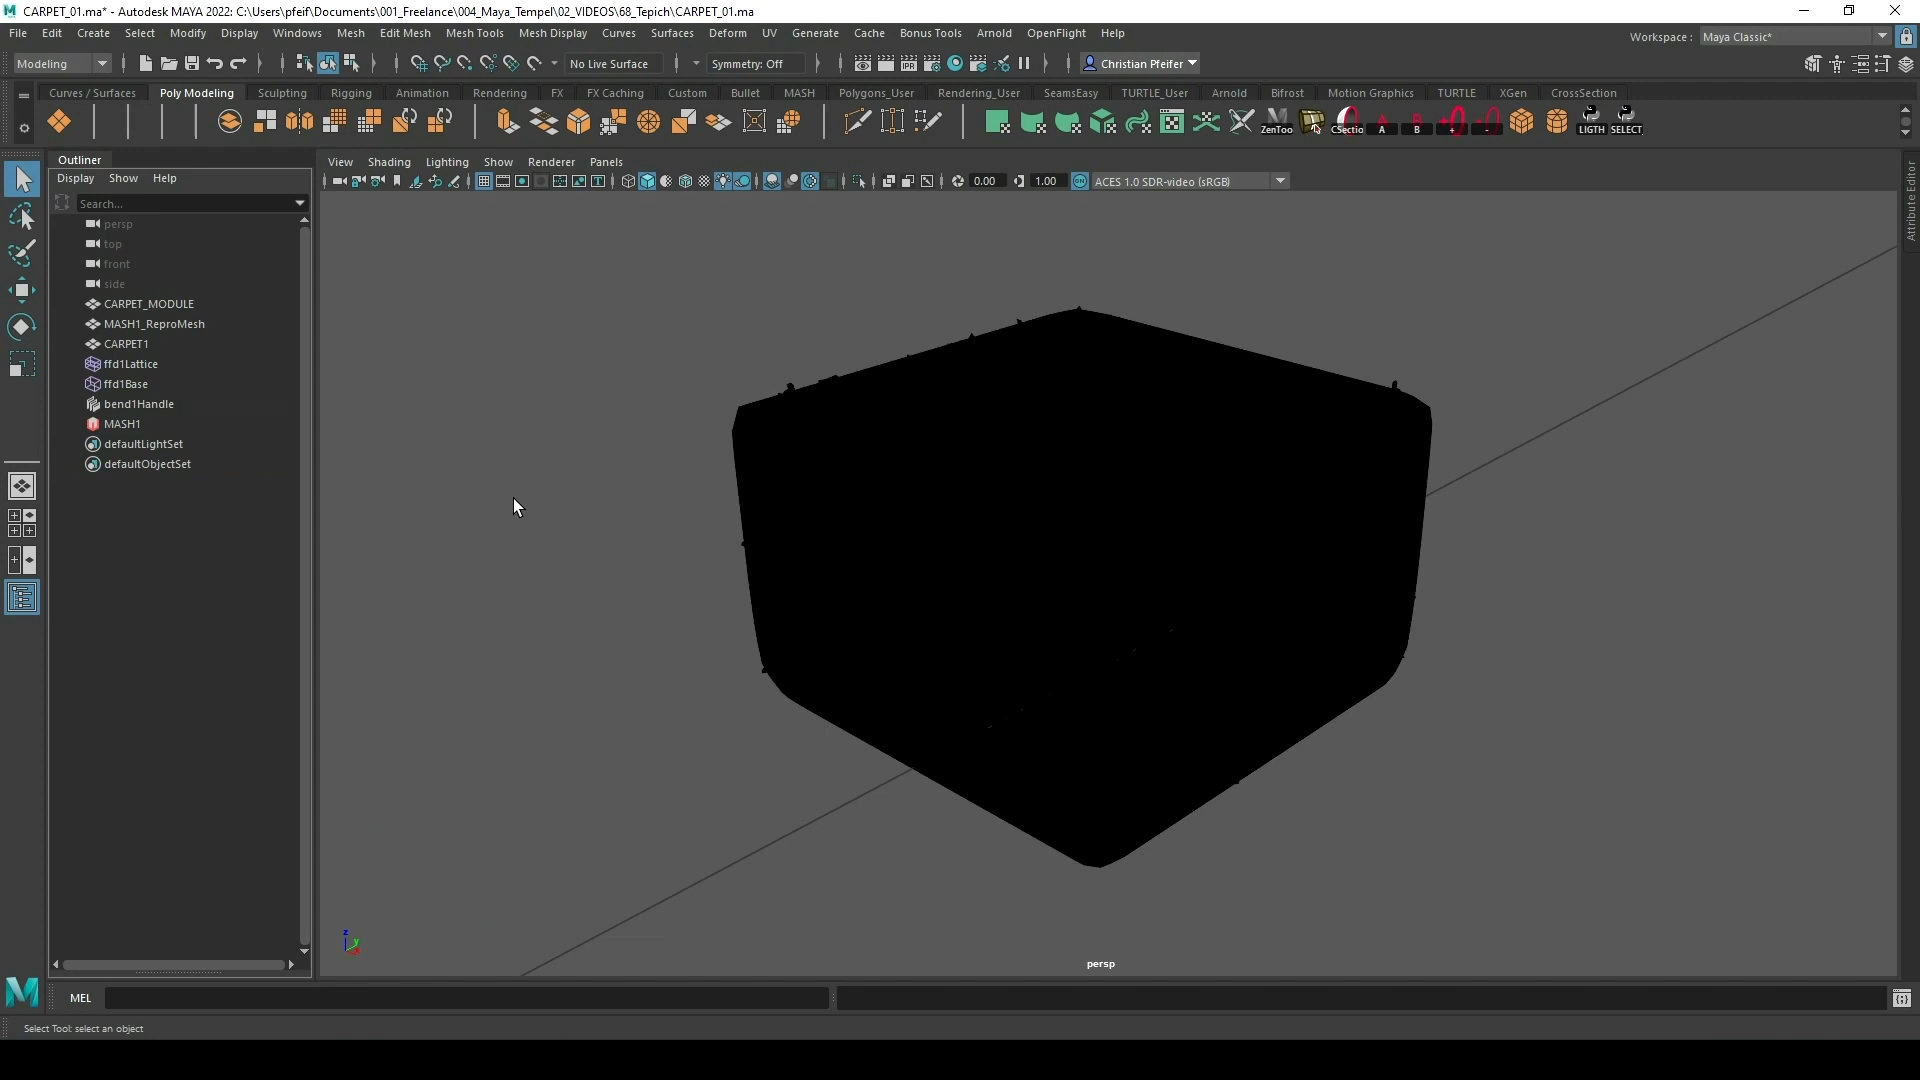 CARPET_01.ma* - Autodesk MAYA 2022: C:\Users\pfeif\Documents\001_Freelance\004_Maya_Tempel\02_VIDEOS\68_Tepich\CARPET_01.ma
File Edit Create Select Modify Display Windows Mesh Edit Mesh Mesh Tools Mesh Display Curves Surfaces Deform UV Generate Cache Bonus Tools Arnold OpenFlight Help
Workspace : Maya Classic*
Modeling No Live Surface Symmetry: Off IPR Christian Pfeifer
Curves / Surfaces Poly Modeling Sculpting Rigging Animation Rendering FX FX Caching Custom Bullet MASH Polygons_User Rendering_User SeamsEasy TURTLE_User Arnold Bifrost Motion Graphics TURTLE XGen CrossSection
ZenToo CSectio A B + - LIGTH SELECT
Outliner
Display Show Help
Search...
persp
top
front
side
CARPET_MODULE
MASH1_ReproMesh
CARPET1
ffd1Lattice
ffd1Base
bend1Handle
MASH1
defaultLightSet
defaultObjectSet
View Shading Lighting Show Renderer Panels
0.00 1.00 ON ACES 1.0 SDR-video (sRGB)
Attribute Editor
z
y
x
persp
MEL
Select Tool: select an object